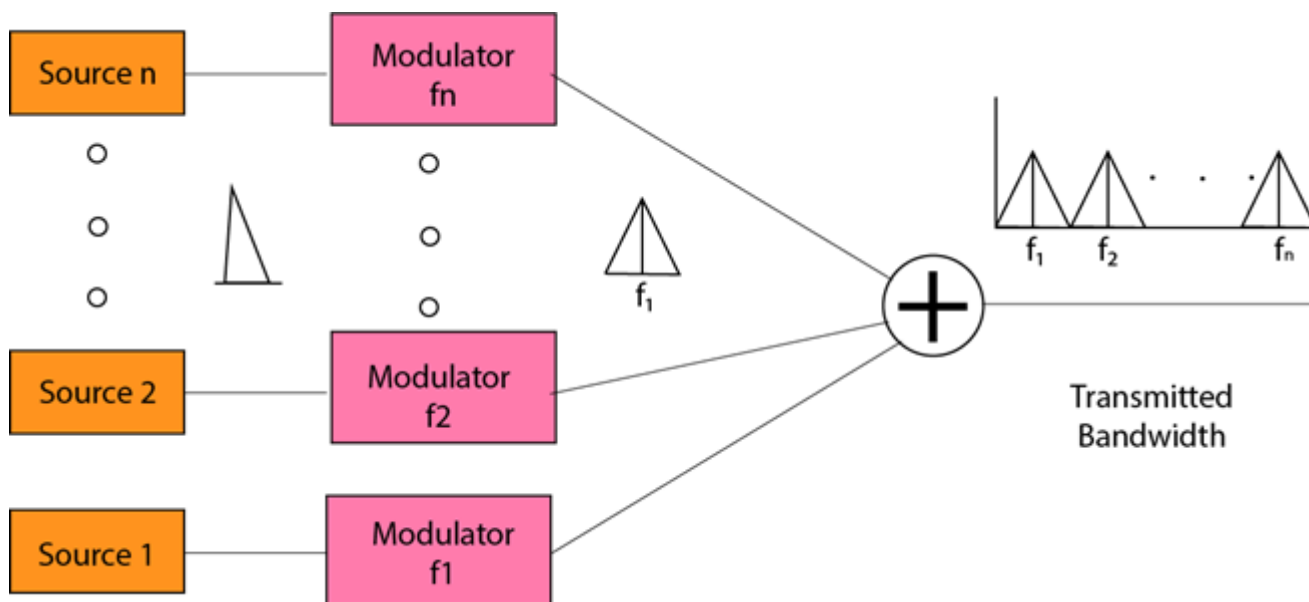 Source n
Modulator
fn
f₁
f₁
f₂
fₙ
Source 2
Modulator
f2
Transmitted
Bandwidth
Source 1
Modulator
f1